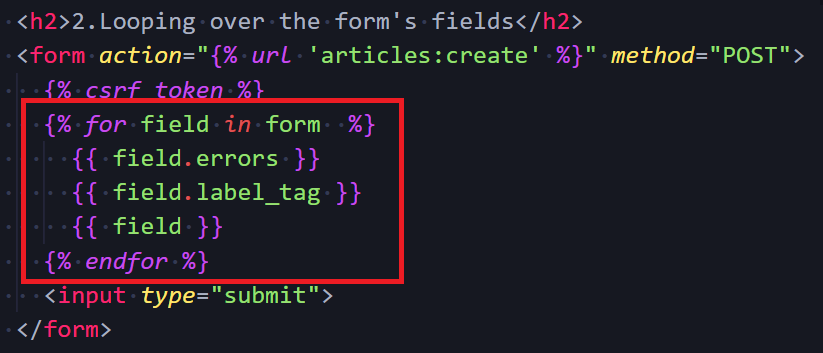 <h2>2.Looping over the form's fields</h2>
<form action="{% url 'articles:create' %}" method="POST">
{% csrf_token %}
{% for field in form  %}
{{ field.errors }}
{{ field.label_tag }}
{{ field }}
{% endfor %}
<input type="submit">
</form>